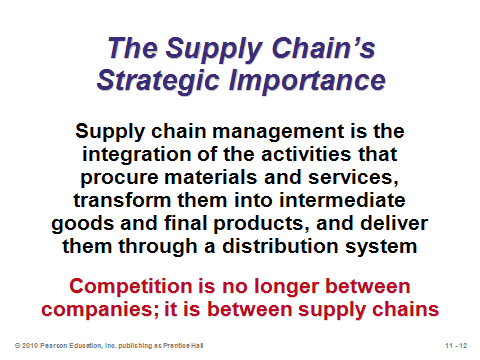 The Supply Chain's
Strategic Importance
Supply chain management is the
integration of the activities that
procure materials and services,
transform them into intermediate
goods and final products, and deliver
them through a distribution system
Competition is no longer between
companies; it is between supply chains
© 2010 Pearson Education, Inc. publishing as Prentice Hall
11 - 12